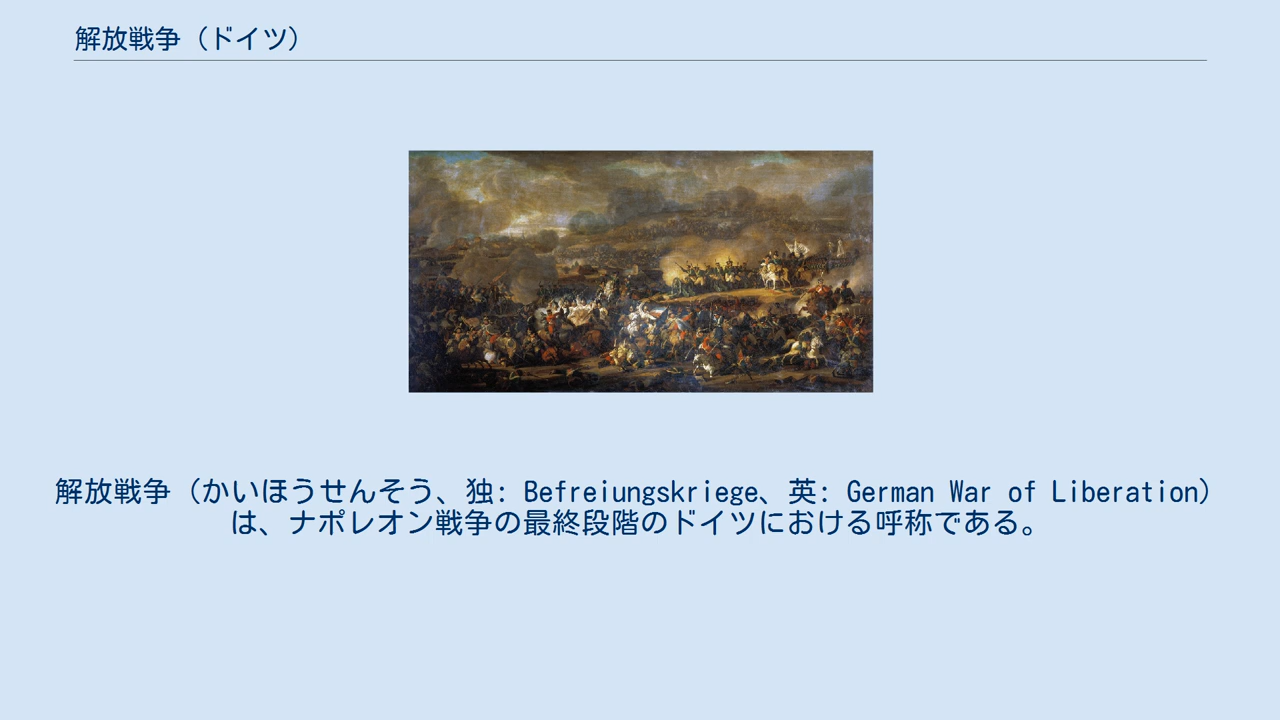 解放戦争（ドイツ）
解放戦争（かいほうせんそう、独: Befreiungskriege、英: German War of Liberation）
は、ナポレオン戦争の最終段階のドイツにおける呼称である。